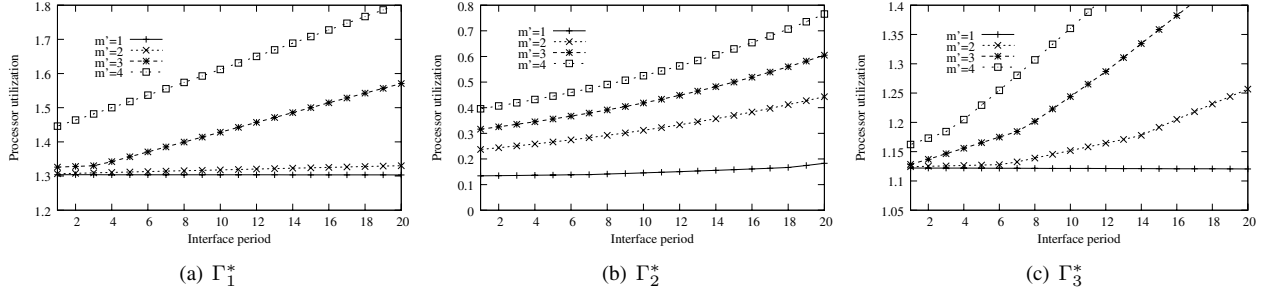 Processor utilization
1.8
1.7
1.6
1.5
1.4
1.3
1.2
m'=1
m'=2
m'=3
m'=4
2 4 6 8 10 12 14 16 18 20
Interface period
(a) Γ₁*
Processor utilization
0.8
0.7
0.6
0.5
0.4
0.3
0.2
0.1
0
m'=1
m'=2
m'=3
m'=4
2 4 6 8 10 12 14 16 18 20
Interface period
(b) Γ₂*
Processor utilization
1.4
1.35
1.3
1.25
1.2
1.15
1.1
1.05
m'=1
m'=2
m'=3
m'=4
2 4 6 8 10 12 14 16 18 20
Interface period
(c) Γ₃*